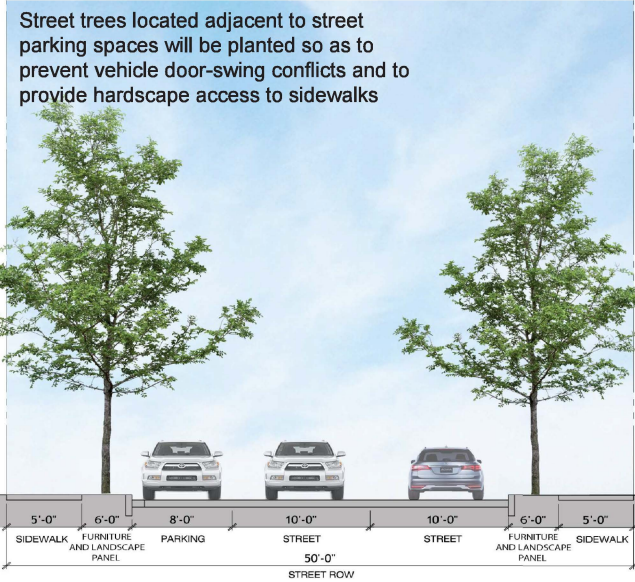 Street trees located adjacent to street
parking spaces will be planted so as to
prevent vehicle door-swing conflicts and to
provide hardscape access to sidewalks
5'-0" 6'-0" 8'-0" 10'-0" 10'-0" 6'-0" 5'-0"
SIDEWALK FURNITURE PARKING STREET STREET FURNITURE SIDEWALK
AND LANDSCAPE AND LANDSCAPE
PANEL PANEL
50'-0"
STREET ROW